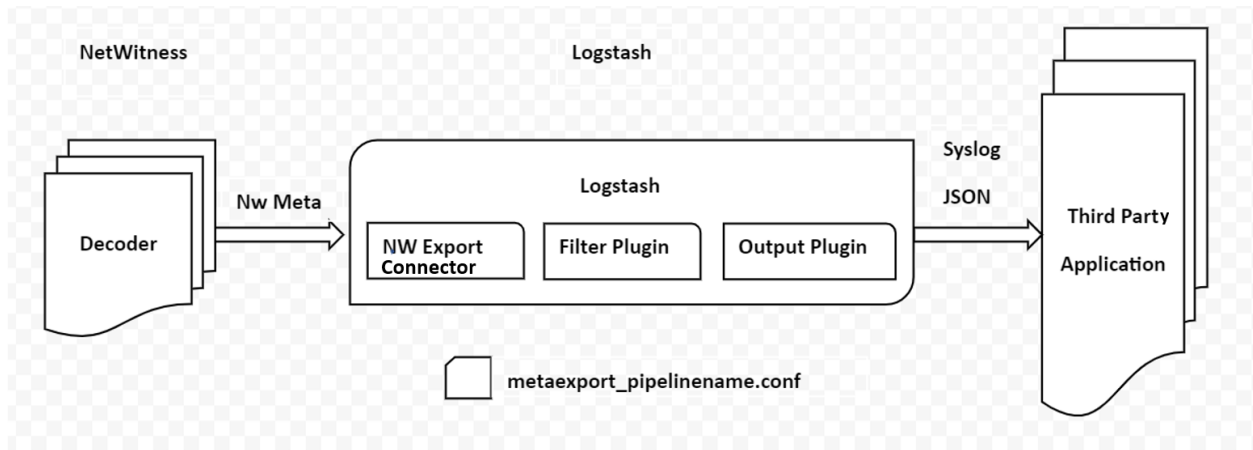 NetWitness
Logstash
Decoder
Nw Meta
Logstash
NW Export
Connector
Filter Plugin
Output Plugin
Syslog
JSON
Third Party
Application
metaexport_pipelinename.conf